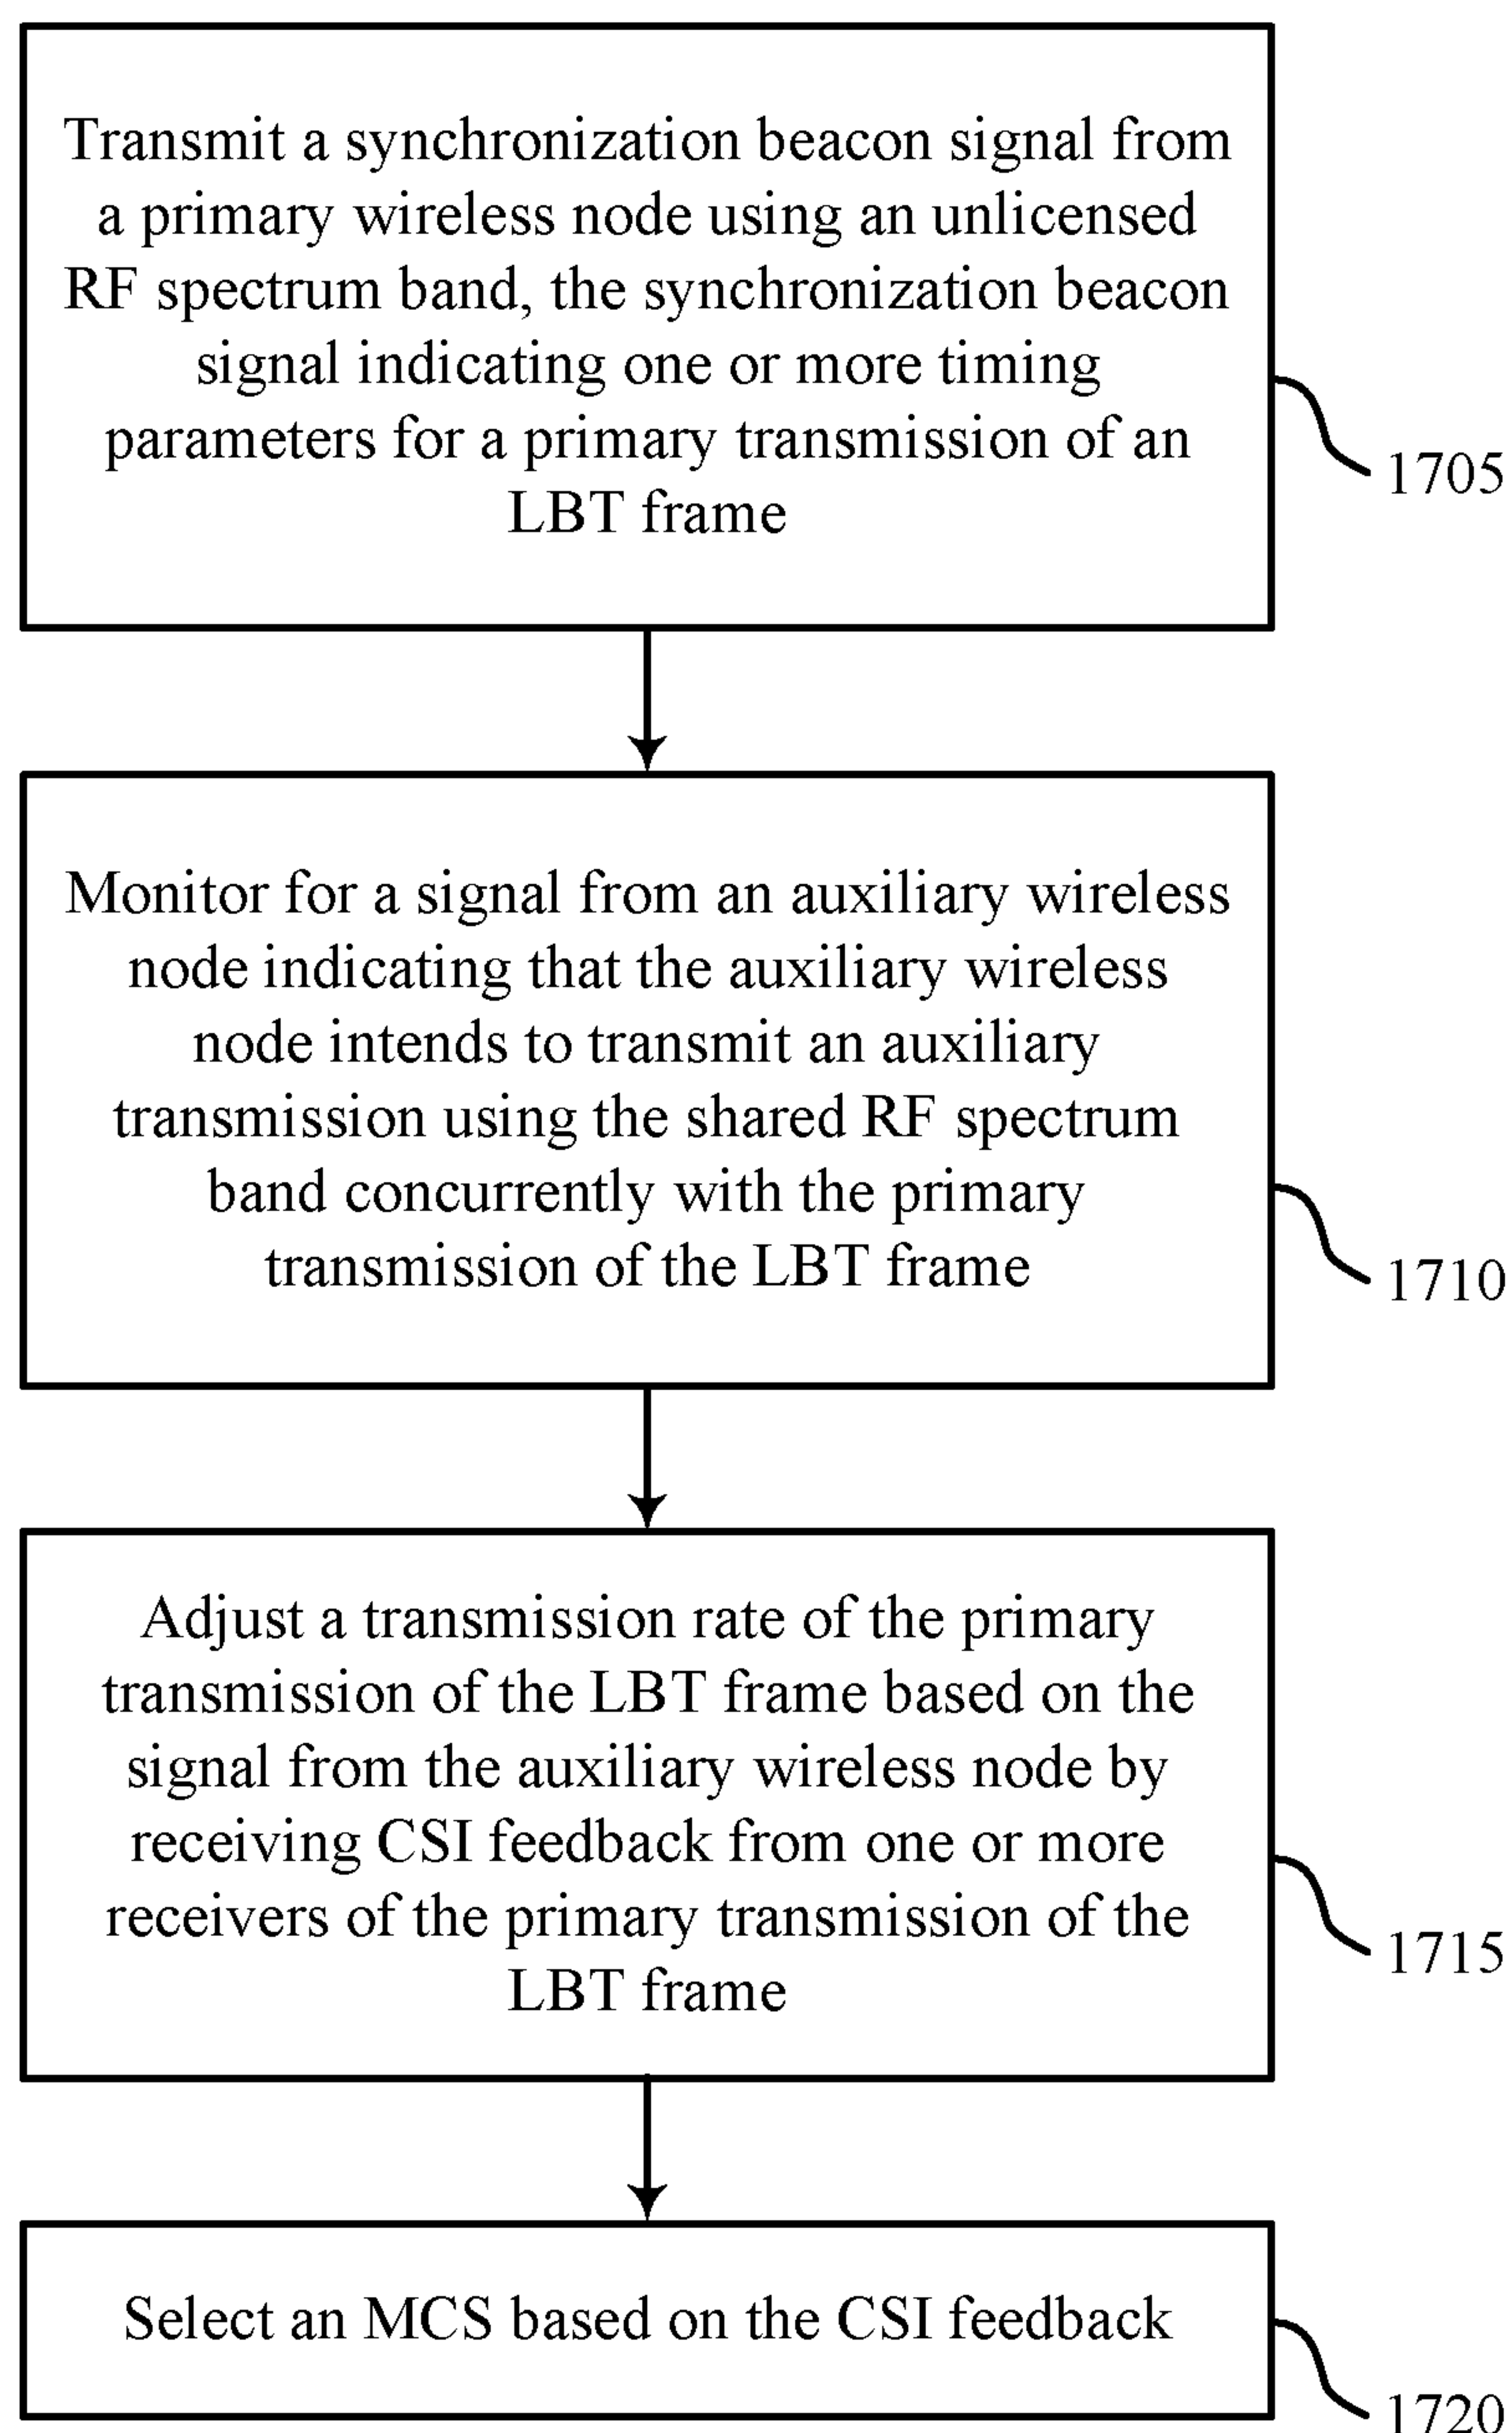 Transmit a synchronization beacon signal from
a primary wireless node using an unlicensed
RF spectrum band, the synchronization beacon
signal indicating one or more timing
parameters for a primary transmission of an
LBT frame
1705
Monitor for a signal from an auxiliary wireless
node indicating that the auxiliary wireless
node intends to transmit an auxiliary
transmission using the shared RF spectrum
band concurrently with the primary
transmission of the LBT frame
1710
Adjust a transmission rate of the primary
transmission of the LBT frame based on the
signal from the auxiliary wireless node by
receiving CSI feedback from one or more
receivers of the primary transmission of the
LBT frame
1715
Select an MCS based on the CSI feedback
1720